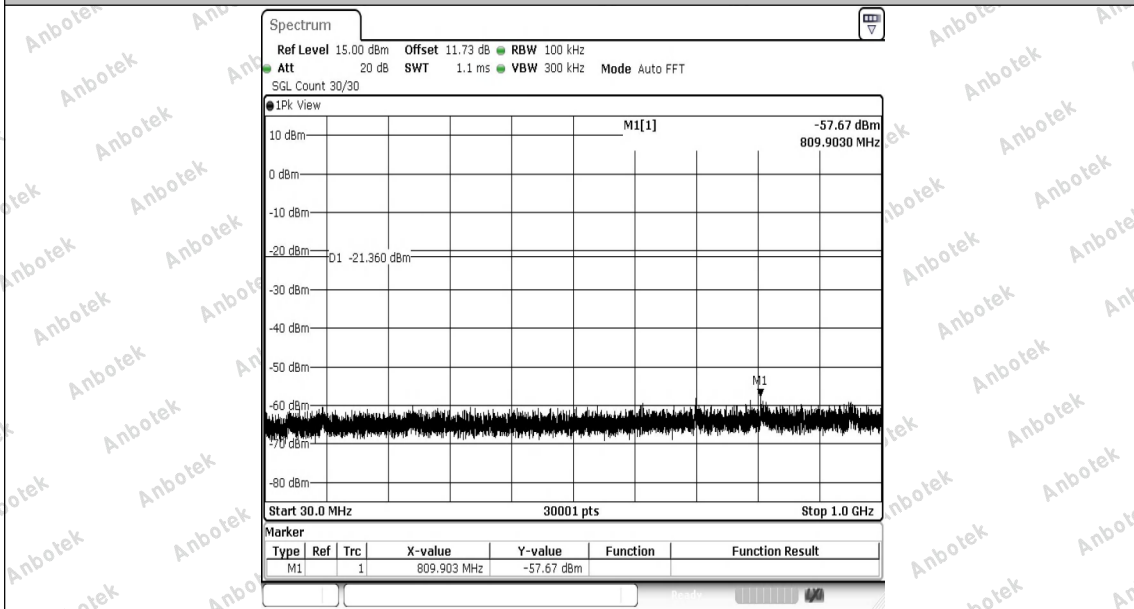 Spectrum
Ref Level 15.00 dBm Offset 11.73 dB RBW 100 kHz
Att 20 dB SWT 1.1 ms VBW 300 kHz Mode Auto FFT
SGL Count 30/30
1Pk View
M1[1] -57.67 dBm
809.9030 MHz
10 dBm
0 dBm
-10 dBm
-20 dBm
D1 -21.360 dBm
-30 dBm
-40 dBm
-50 dBm
M1
-60 dBm
-70 dBm
-80 dBm
Start 30.0 MHz 30001 pts Stop 1.0 GHz
Marker
Type Ref Trc X-value Y-value Function Function Result
M1 1 809.903 MHz -57.67 dBm
Ready
Anbotek